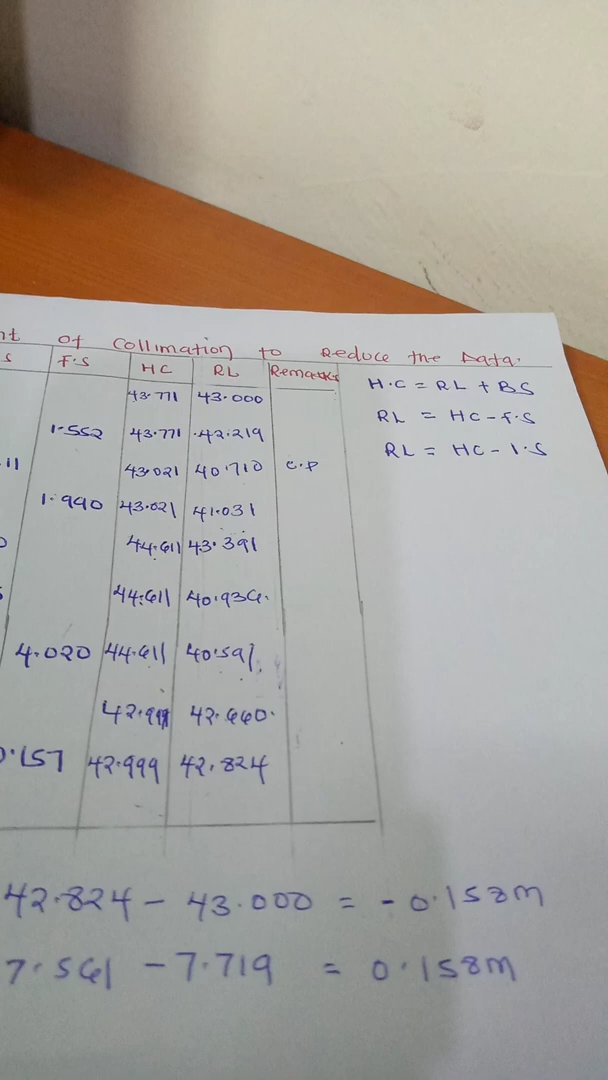 of Collimation to Reduce the Data.
F.S HC RL Remarks
43.771 43.000
1.552 43.771 42.219
.11 43.021 40.710 C.P
1.990 43.021 41.031
44.611 43.391
44.611
4.020 44.611 40.591
42.999 42.660.
0.157 42.999 42.824
H.C = RL + BS
RL = HC - F.S
RL = HC - I.S
42.824 - 43.000 = - 0.158m
7.561 - 7.719 = 0.158m